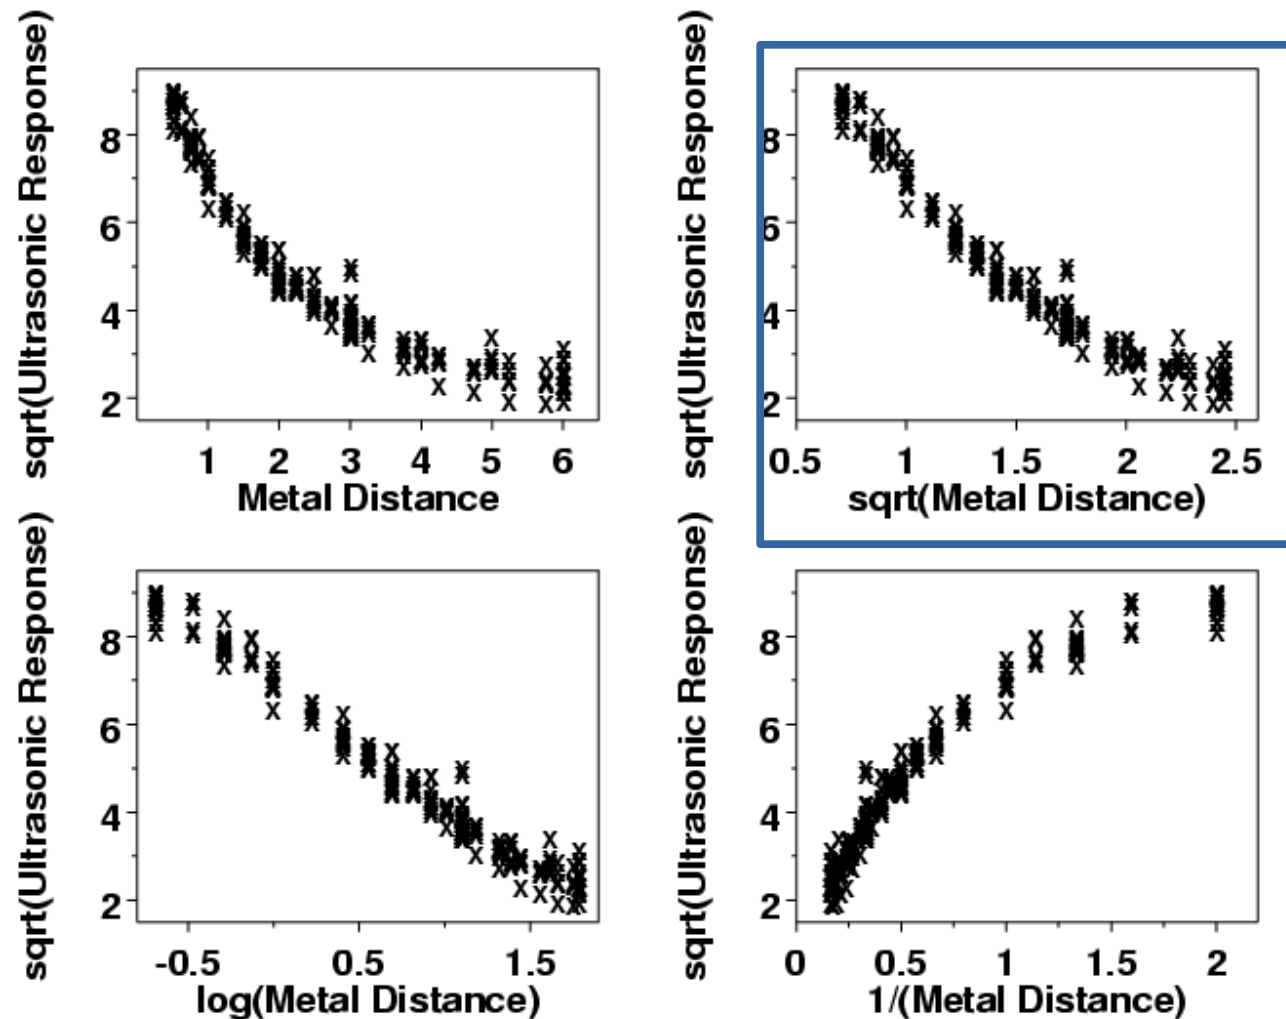 sqrt(Ultrasonic Response)
8
6
4
2
1 2 3 4 5 6
Metal Distance
sqrt(Ultrasonic Response)
8
6
4
2
0.5 1 1.5 2 2.5
sqrt(Metal Distance)
sqrt(Ultrasonic Response)
8
6
4
2
-0.5 0.5 1.5
log(Metal Distance)
sqrt(Ultrasonic Response)
8
6
4
2
0 0.5 1 1.5 2
1/(Metal Distance)